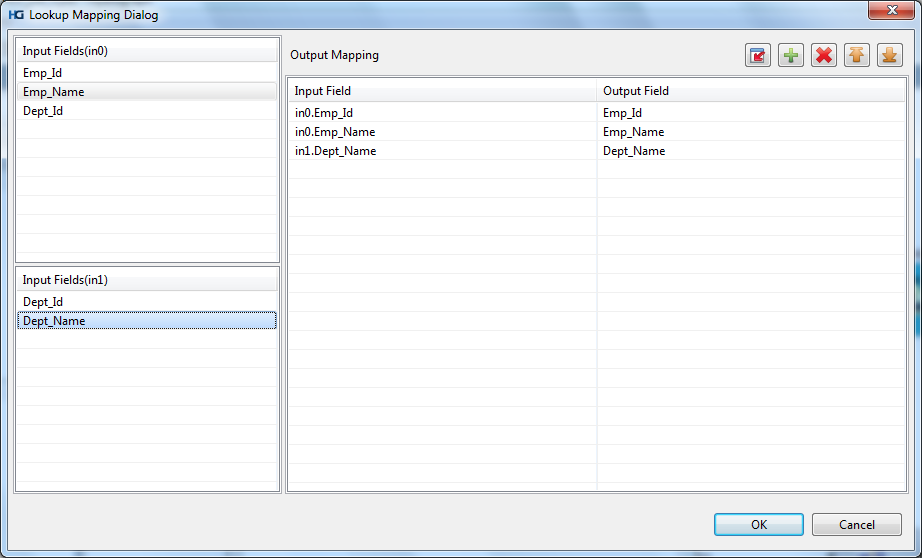 HG Lookup Mapping Dialog
Input Fields(in0)
Emp_Id
Emp_Name
Dept_Id
Input Fields(in1)
Dept_Id
Dept_Name
Output Mapping
Input Field Output Field
in0.Emp_Id Emp_Id
in0.Emp_Name Emp_Name
in1.Dept_Name Dept_Name
OK Cancel